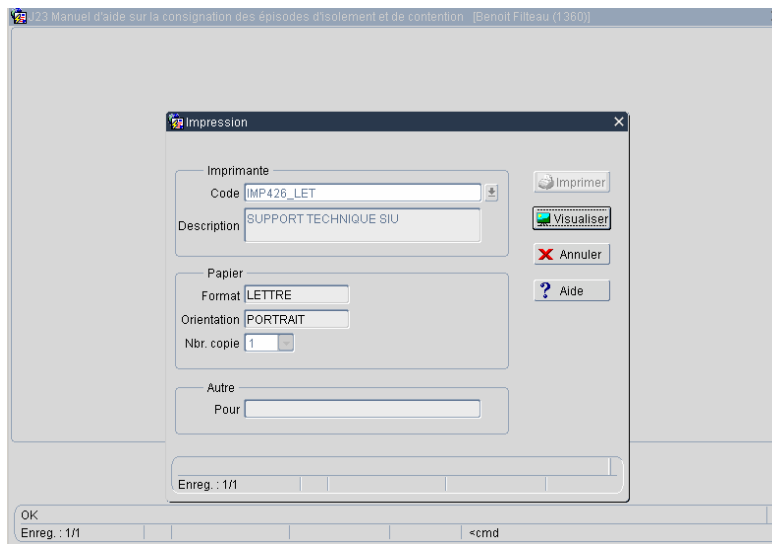 J23 Manuel d'aide sur la consignation des épisodes d'isolement et de contention [Benoit Filteau (1360)]
Impression
Imprimante
Code IMP426_LET
Description SUPPORT TECHNIQUE SIU
Imprimer
Visualiser
Annuler
Aide
Papier
Format LETTRE
Orientation PORTRAIT
Nbr. copie 1
Autre
Pour
Enreg. : 1/1
OK
Enreg. : 1/1 <cmd